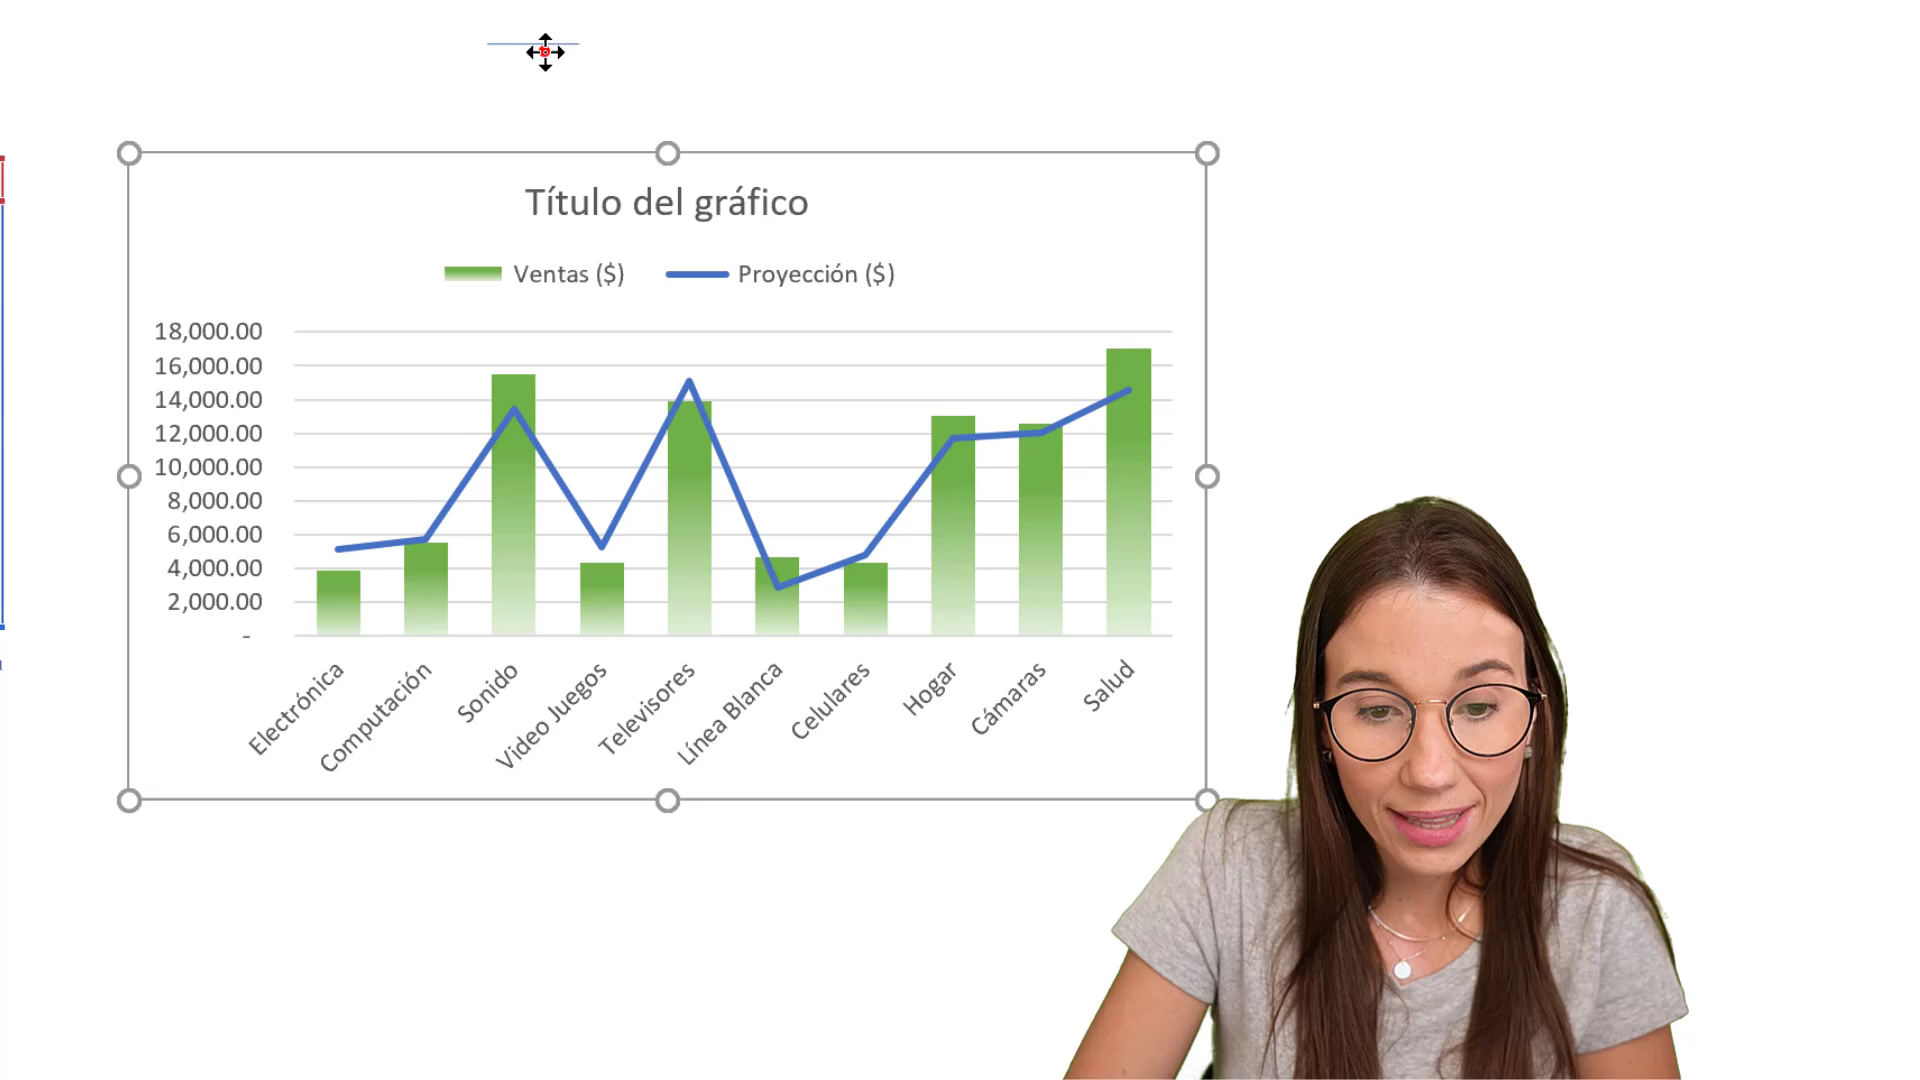 Título del gráfico
Ventas ($) Proyección ($)
18,000.00
16,000.00
14,000.00
12,000.00
10,000.00
8,000.00
6,000.00
4,000.00
2,000.00
-
Electrónica
Computación
Sonido
Video Juegos
Televisores
Línea Blanca
Celulares
Hogar
Cámaras
Salud